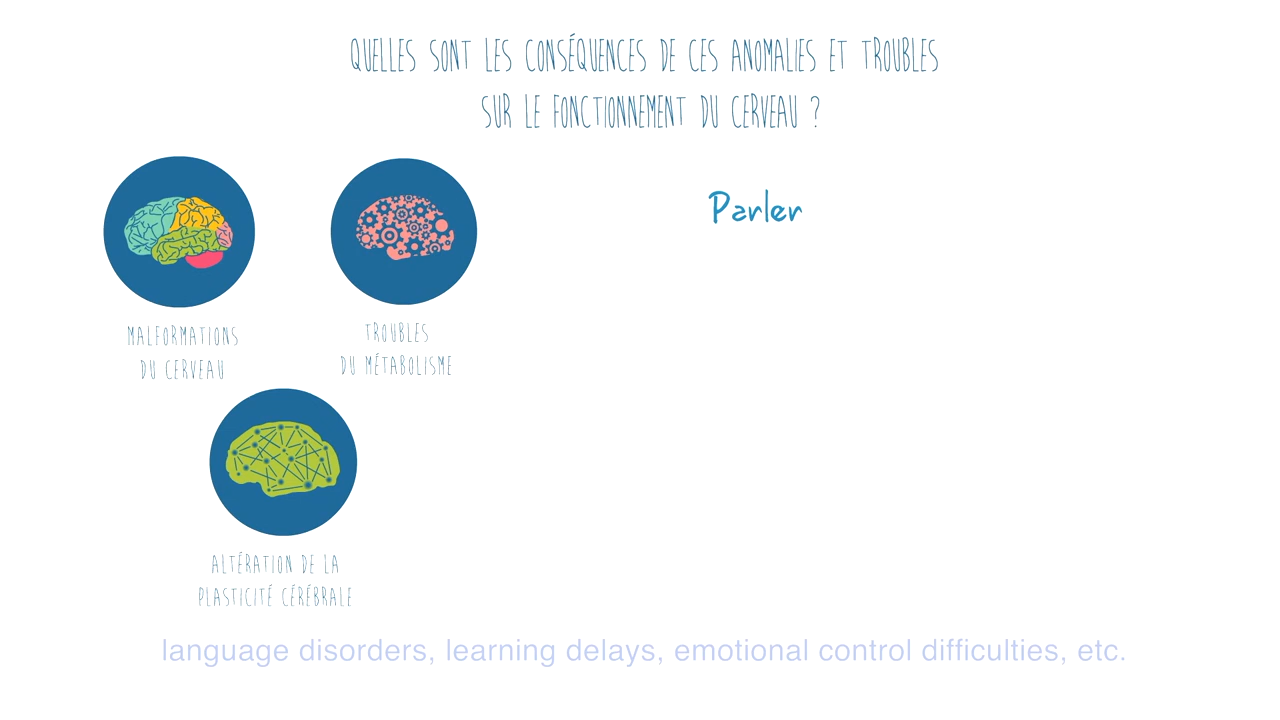 QUELLES SONT LES CONSÉQUENCES DE CES ANOMALIES ET TROUBLES
SUR LE FONCTIONNEMENT DU CERVEAU ?
Parler
MALFORMATIONS
DU CERVEAU
TROUBLES
DU MÉTABOLISME
ALTÉRATION DE LA
PLASTICITÉ CÉRÉBRALE
language disorders, learning delays, emotional control difficulties, etc.